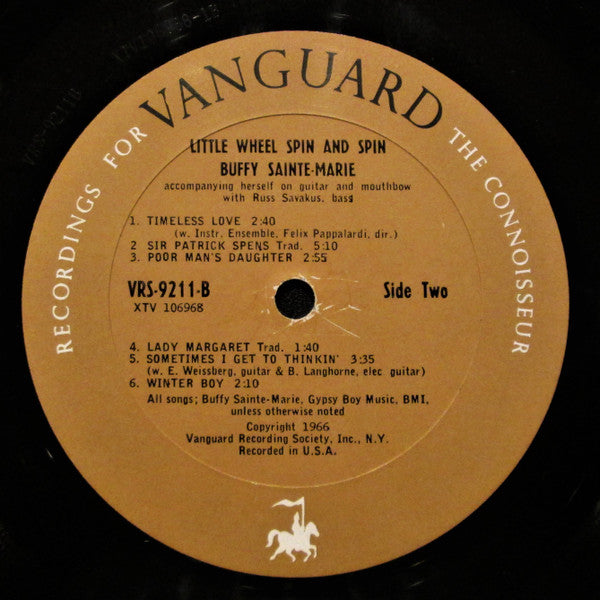 VANGUARD
RECORDINGS FOR THE CONNOISSEUR
LITTLE WHEEL SPIN AND SPIN
BUFFY SAINTE-MARIE
accompanying herself on guitar and mouthbow
with Russ Savakus, bass
1. TIMELESS LOVE 2:40
(w. Instr. Ensemble, Felix Pappalardi, dir.)
2 SIR PATRICK SPENS Trad. 5:10
3. POOR MAN'S DAUGHTER 2:55
VRS-9211-B Side Two
XTV 106968
4. LADY MARGARET Trad. 1:40
5. SOMETIMES I GET TO THINKIN' 3:35
(w. E. Weissberg, guitar & B. Langhorne, elec guitar)
6. WINTER BOY 2:10
All songs; Buffy Sainte-Marie, Gypsy Boy Music, BMI,
unless otherwise noted
Copyright 1966
Vanguard Recording Society, Inc., N.Y.
Recorded in U.S.A.
VRS-9211B